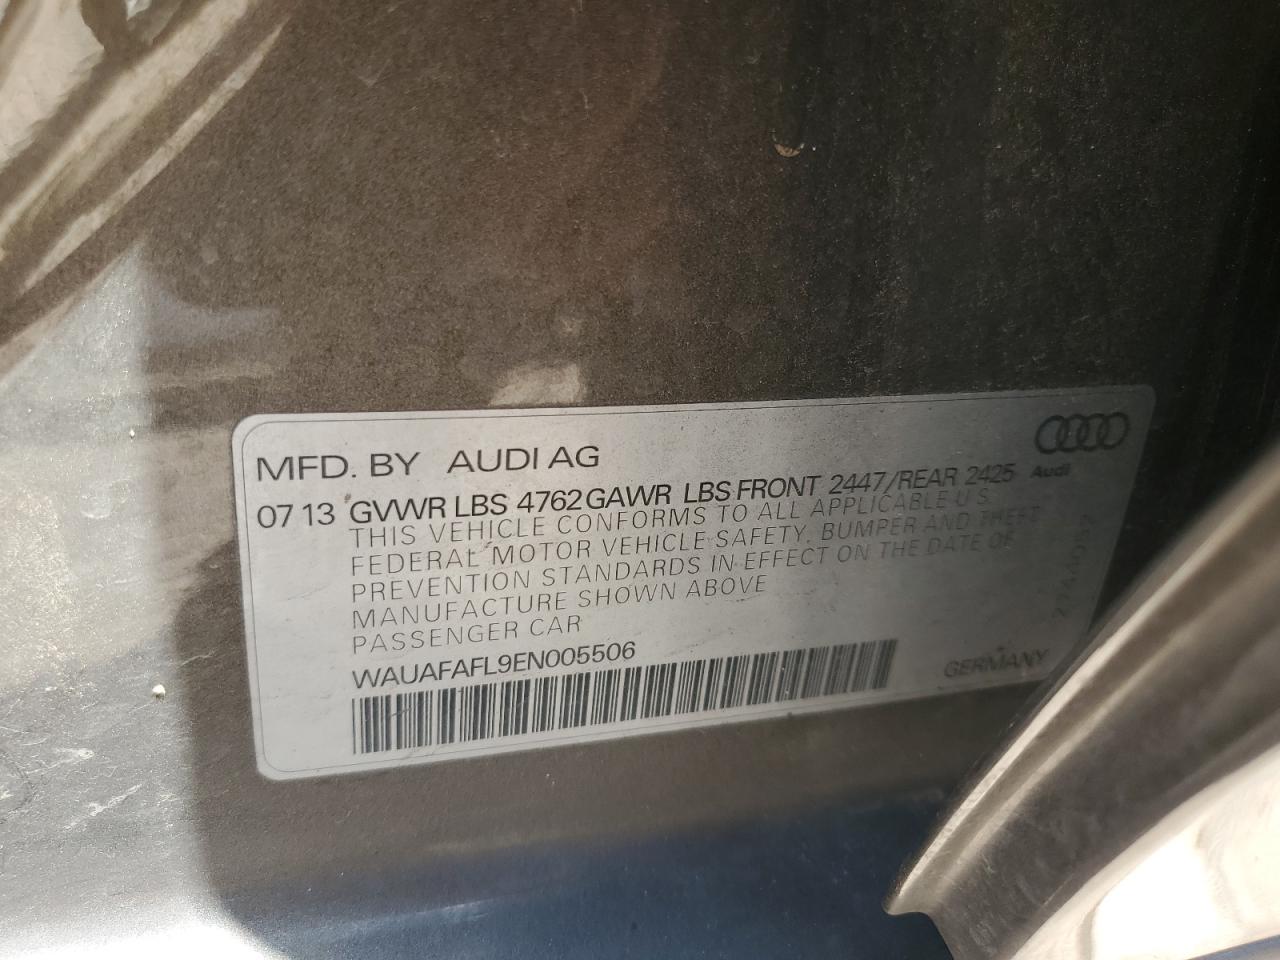 MFD. BY AUDI AG
07 13 GVWR LBS 4762 GAWR LBS FRONT 2447/REAR 2425
Audi
THIS VEHICLE CONFORMS TO ALL APPLICABLE U.S.
FEDERAL MOTOR VEHICLE SAFETY, BUMPER AND THEFT
PREVENTION STANDARDS IN EFFECT ON THE DATE OF
MANUFACTURE SHOWN ABOVE
PASSENGER CAR
WAUAFAFL9EN005506
GERMANY